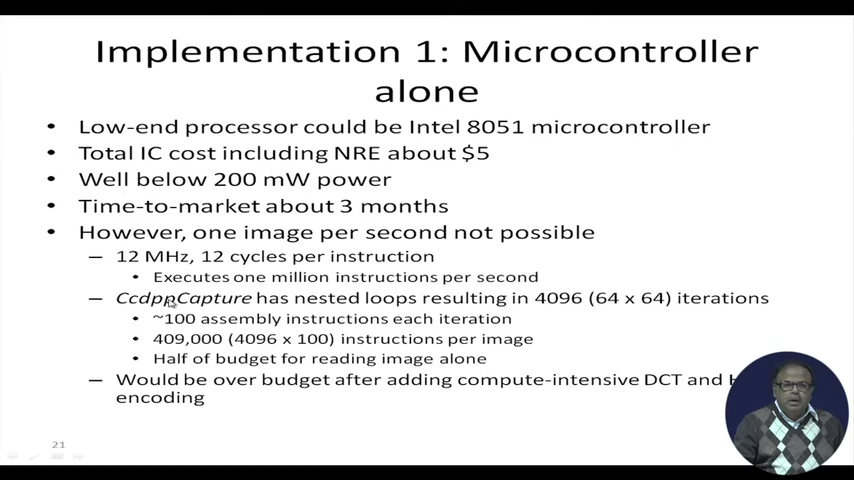 Implementation 1: Microcontroller
alone
• Low-end processor could be Intel 8051 microcontroller
• Total IC cost including NRE about $5
• Well below 200 mW power
• Time-to-market about 3 months
• However, one image per second not possible
– 12 MHz, 12 cycles per instruction
• Executes one million instructions per second
– CcdppCapture has nested loops resulting in 4096 (64 x 64) iterations
• ~100 assembly instructions each iteration
• 409,000 (4096 x 100) instructions per image
• Half of budget for reading image alone
– Would be over budget after adding compute-intensive DCT and
encoding
21